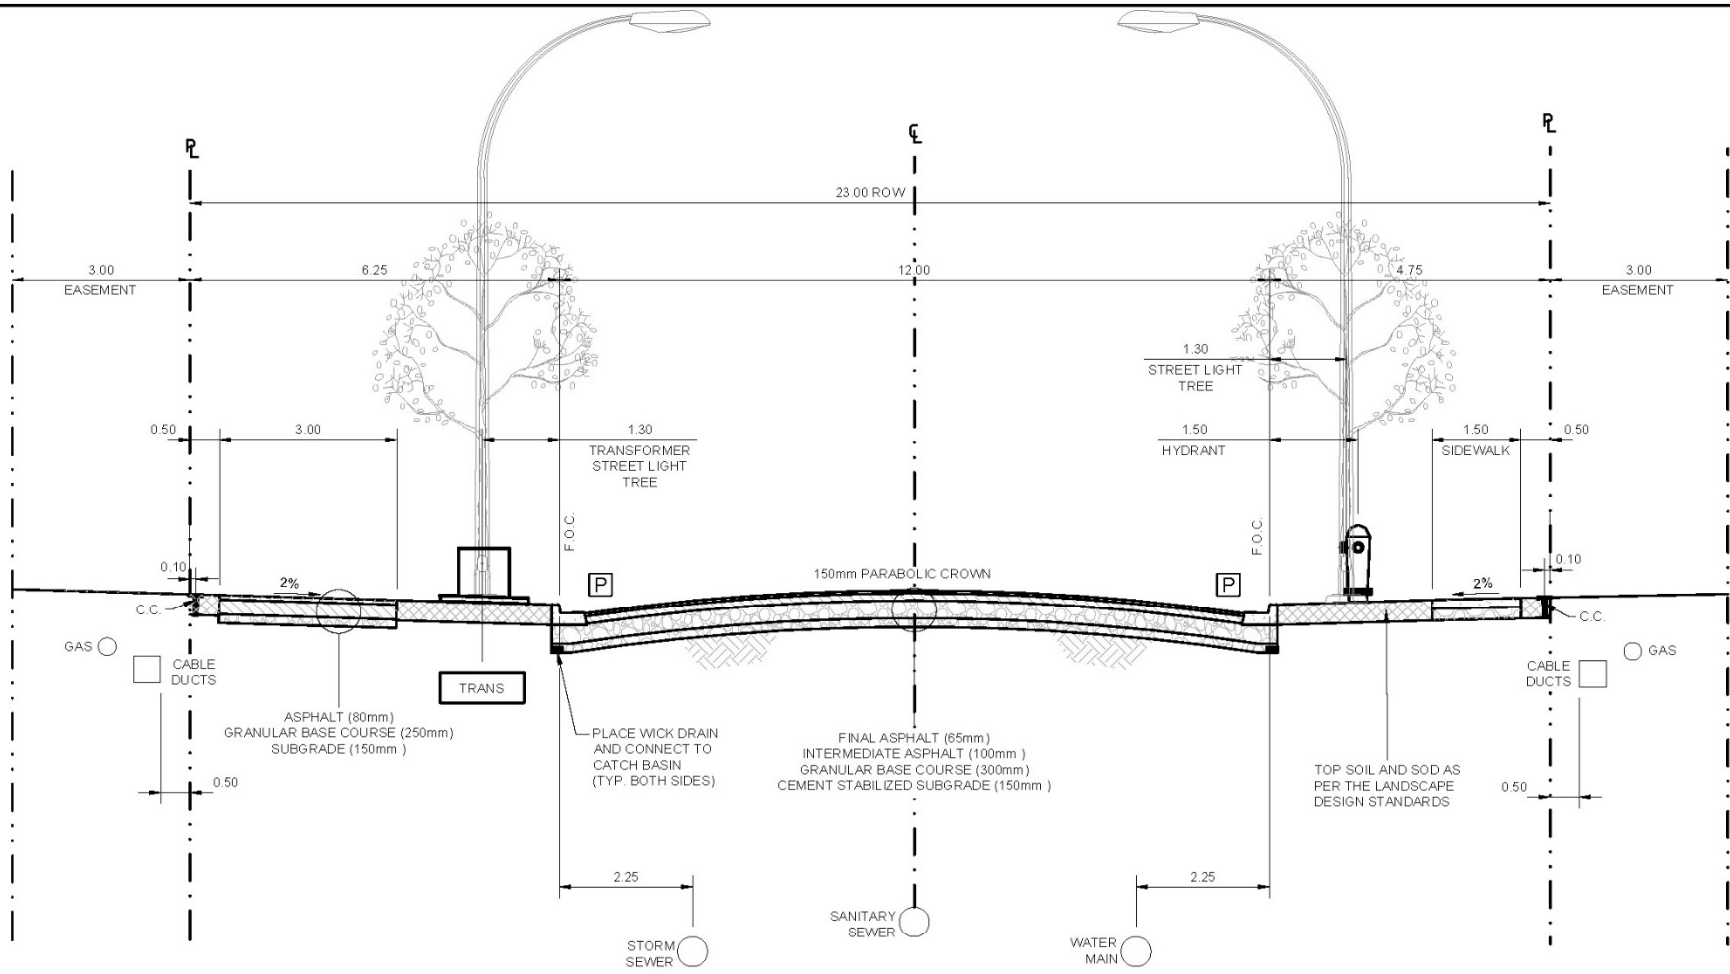 PL
CL
PL
23.00 ROW
3.00
EASEMENT
6.25
12.00
4.75
3.00
EASEMENT
1.30
STREET LIGHT
TREE
0.50
3.00
1.30
TRANSFORMER
STREET LIGHT
TREE
1.50
HYDRANT
1.50
SIDEWALK
0.50
F.O.C.
F.O.C.
0.10
2%
P
150mm PARABOLIC CROWN
P
2%
0.10
C.C.
C.C.
GAS
CABLE
DUCTS
TRANS
CABLE
DUCTS
GAS
ASPHALT (80mm)
GRANULAR BASE COURSE (250mm)
SUBGRADE (150mm )
PLACE WICK DRAIN
AND CONNECT TO
CATCH BASIN
(TYP. BOTH SIDES)
FINAL ASPHALT (65mm)
INTERMEDIATE ASPHALT (100mm )
GRANULAR BASE COURSE (300mm)
CEMENT STABILIZED SUBGRADE (150mm )
TOP SOIL AND SOD AS
PER THE LANDSCAPE
DESIGN STANDARDS
0.50
0.50
2.25
2.25
STORM
SEWER
SANITARY
SEWER
WATER
MAIN